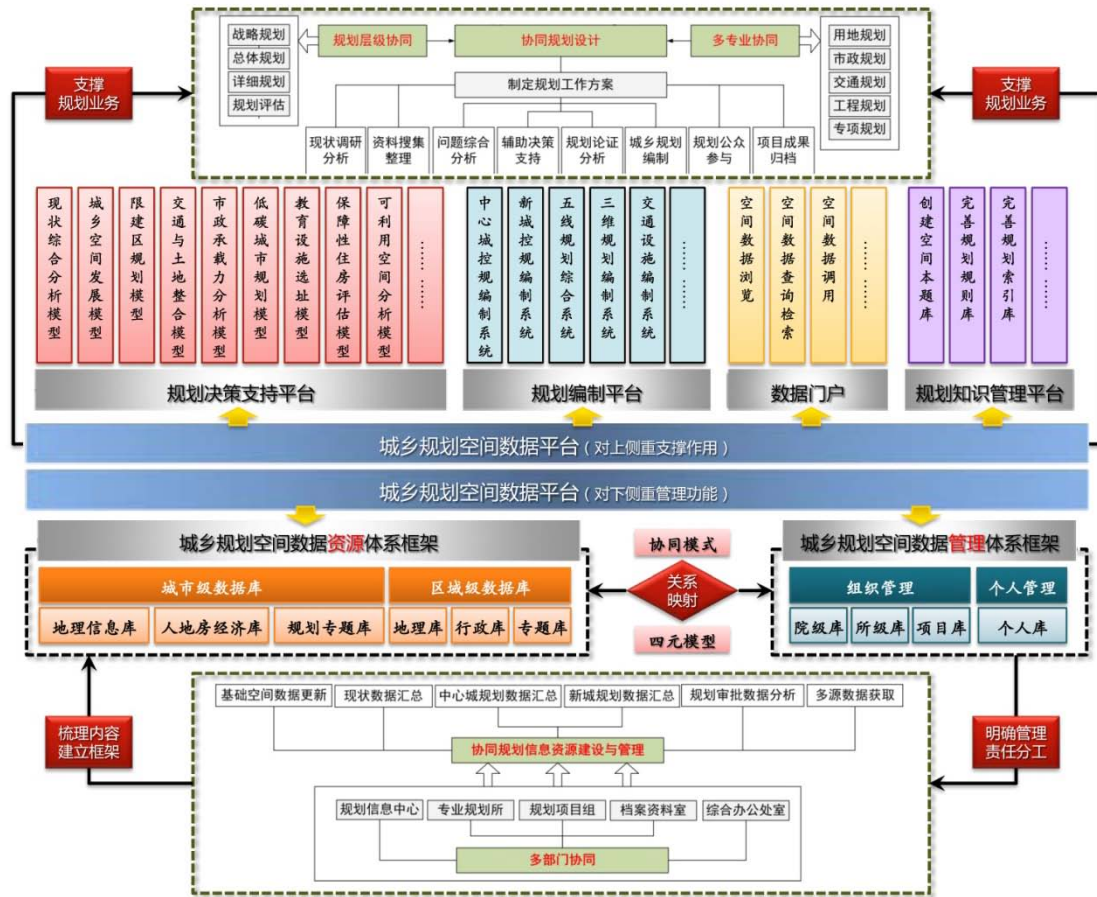 战略规划
总体规划
详细规划
规划评估
规划层级协同
协同规划设计
多专业协同
用地规划
市政规划
交通规划
工程规划
专项规划
支撑
规划业务
支撑
规划业务
制定规划工作方案
现状调研
分析
资料搜集
整理
问题综合
分析
辅助决策
支持
规划论证
分析
城乡规划
编制
规划公众
参与
项目成果
归档
现状综合分析模型
城乡空间发展模型
限建区规划模型
交通与土地整合模型
市政承载力分析模型
低碳城市规划模型
教育设施选址模型
保障性住房评估模型
可利用空间分析模型
……
……
中心城控规编制系统
新城控规编制系统
五线规划综合系统
三维规划编制系统
交通设施编制系统
……
空间数据浏览
空间数据查询检索
空间数据调用
……
创建空间本题库
完善规划规则库
完善规划索引库
……
规划决策支持平台
规划编制平台
数据门户
规划知识管理平台
城乡规划空间数据平台（对上侧重支撑作用）
城乡规划空间数据平台（对下侧重管理功能）
城乡规划空间数据资源体系框架
城市级数据库
区域级数据库
地理信息库
人地房经济库
规划专题库
地理库
行政库
专题库
协同模式
关系
映射
四元模型
城乡规划空间数据管理体系框架
组织管理
个人管理
院级库
所级库
项目库
个人库
梳理内容
建立框架
明确管理
责任分工
基础空间数据更新
现状数据汇总
中心城规划数据汇总
新城规划数据汇总
规划审批数据分析
多源数据获取
协同规划信息资源建设与管理
规划信息中心
专业规划所
规划项目组
档案资料室
综合办公处室
多部门协同